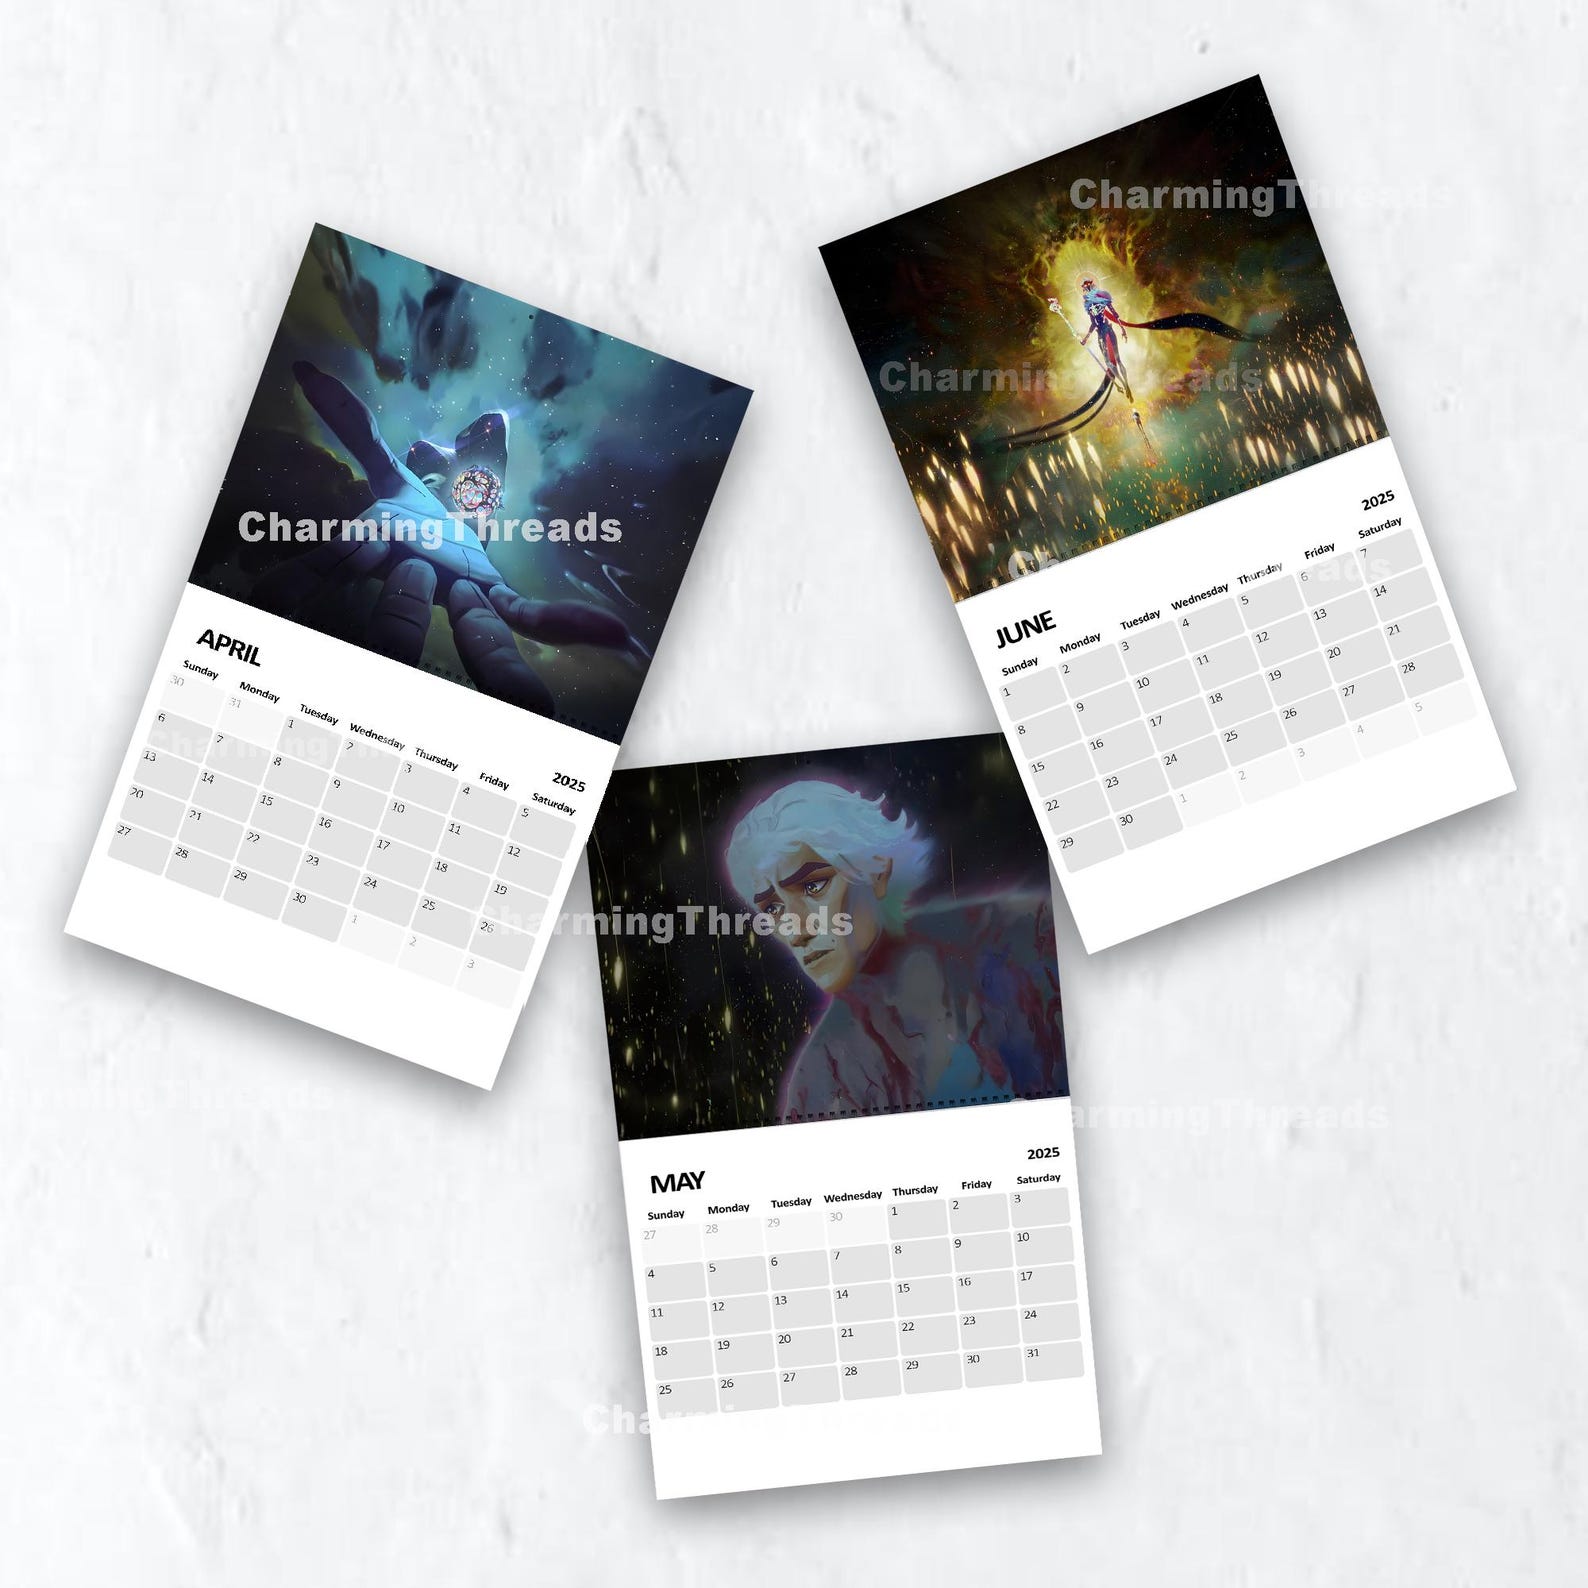 CharmingThreads
APRIL
2025
Sunday Monday Tuesday Wednesday Thursday Friday Saturday
30 31 1 2 3 4 5
6 7 8 9 10 11 12
13 14 15 16 17 18 19
20 21 22 23 24 25 26
27 28 29 30 1 2 3
CharmingThreads
CharmingThreads
JUNE
2025
Sunday Monday Tuesday Wednesday Thursday Friday Saturday
1 2 3 4 5 6 7
8 9 10 11 12 13 14
15 16 17 18 19 20 21
22 23 24 25 26 27 28
29 30 1 2 3 4 5
CharmingThreads
MAY
2025
Sunday Monday Tuesday Wednesday Thursday Friday Saturday
27 28 29 30 1 2 3
4 5 6 7 8 9 10
11 12 13 14 15 16 17
18 19 20 21 22 23 24
25 26 27 28 29 30 31